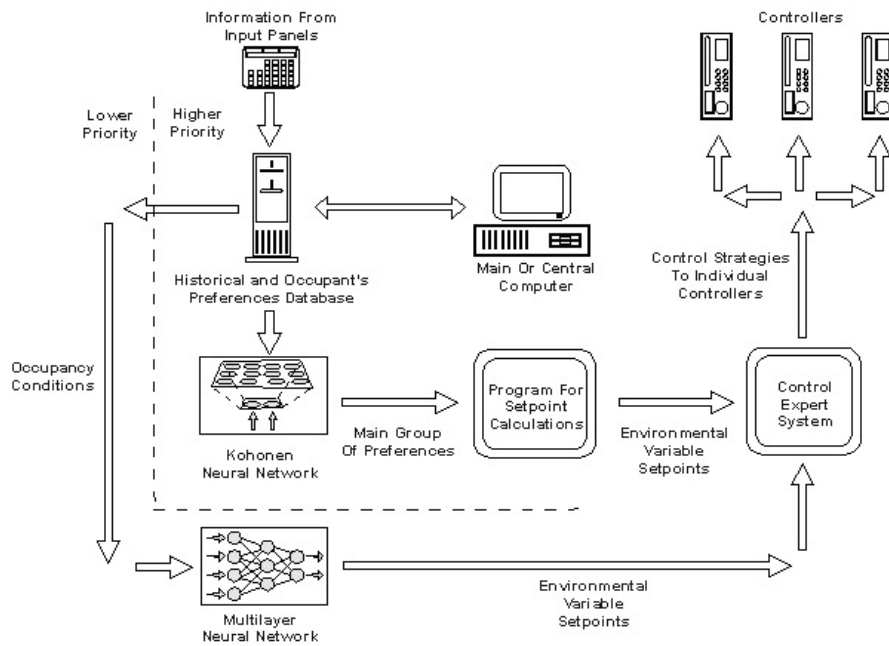 Information From
Input Panels
Controllers
Lower
Priority
Higher
Priority
Historical and Occupant's
Preferences Database
Main Or Central
Computer
Control Strategies
To Individual
Controllers
Occupancy
Conditions
Kohonen
Neural Network
Main Group
Of Preferences
Program For
Setpoint
Calculations
Environmental
Variable
Setpoints
Control
Expert
System
Multilayer
Neural Network
Environmental
Variable
Setpoints